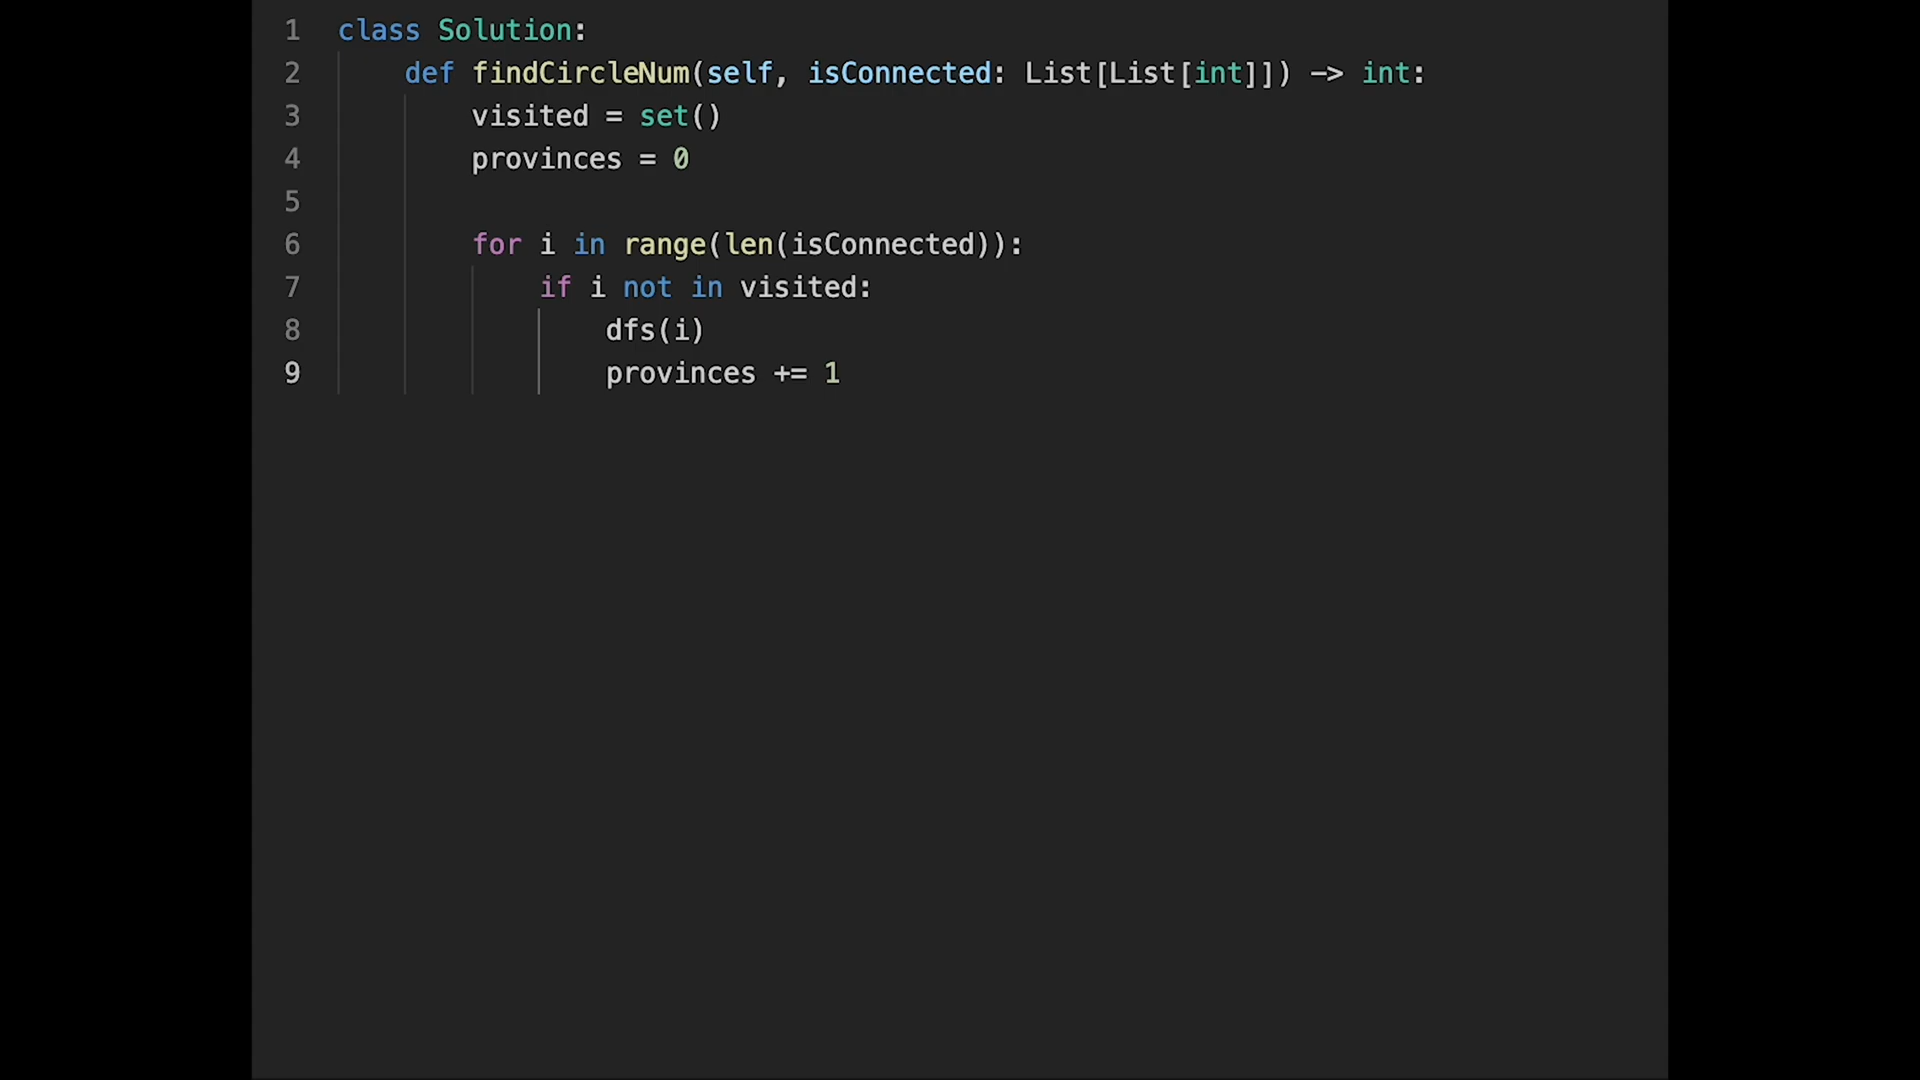 1 class Solution:
2     def findCircleNum(self, isConnected: List[List[int]]) -> int:
3         visited = set()
4         provinces = 0
5
6         for i in range(len(isConnected)):
7             if i not in visited:
8                 dfs(i)
9                 provinces += 1